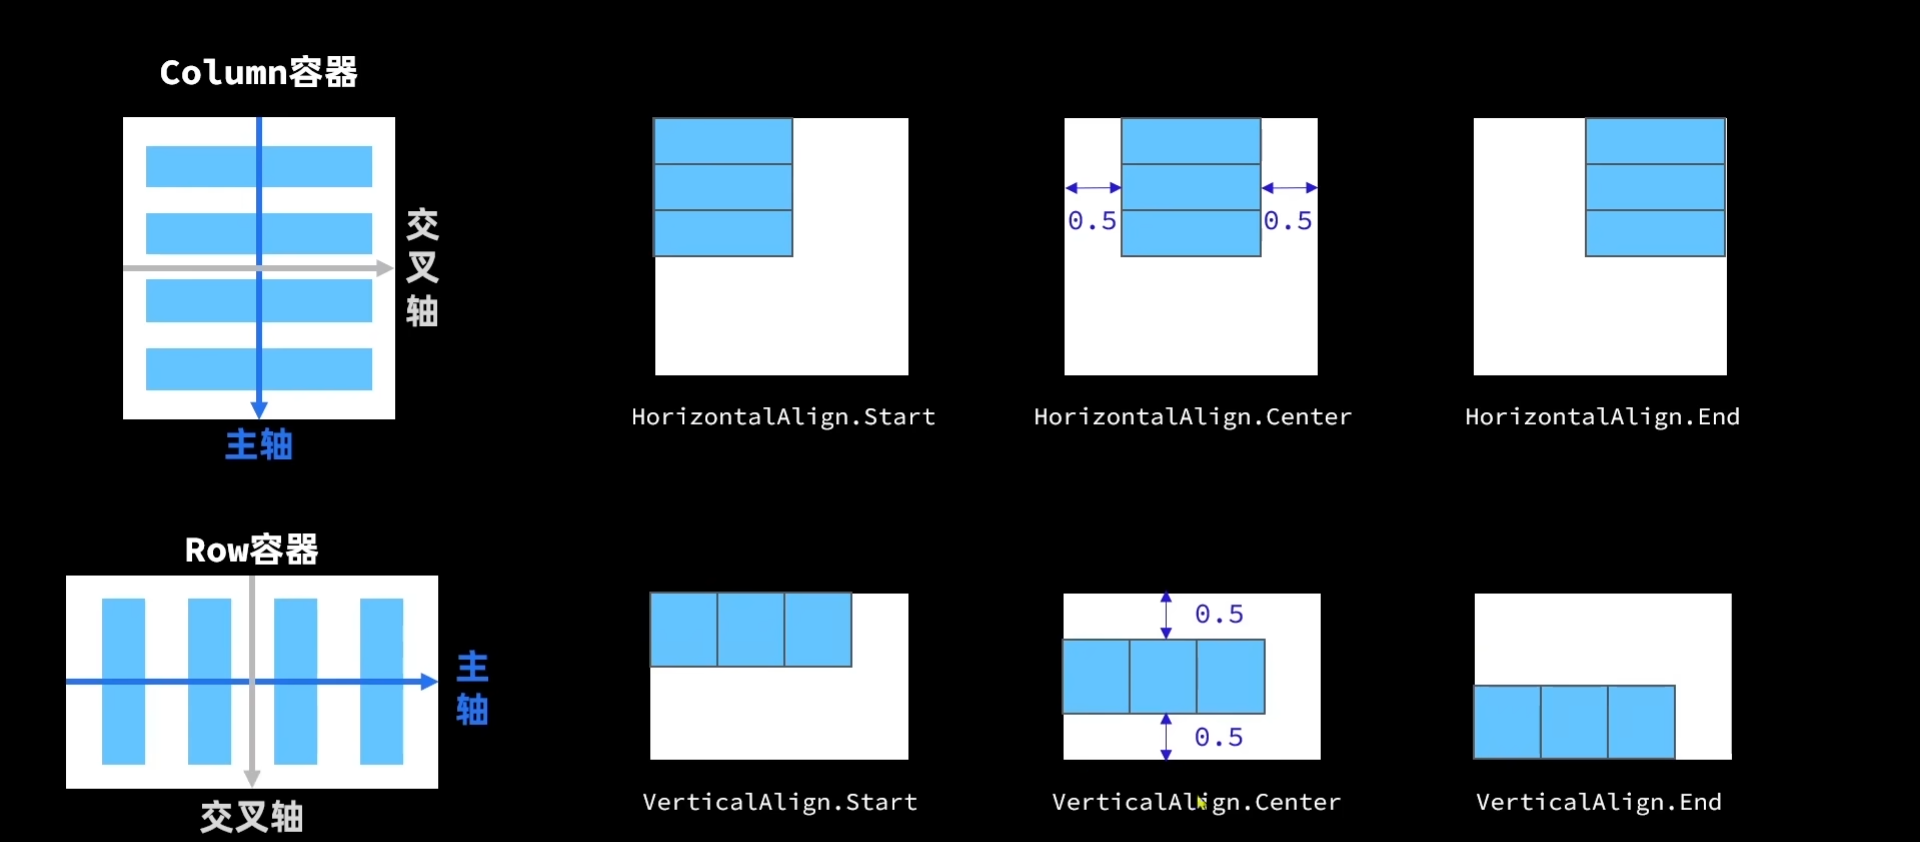 Column容器
交叉轴
主轴
0.5
0.5
HorizontalAlign.Start
HorizontalAlign.Center
HorizontalAlign.End
Row容器
主轴
交叉轴
0.5
0.5
VerticalAlign.Start
VerticalAlign.Center
VerticalAlign.End